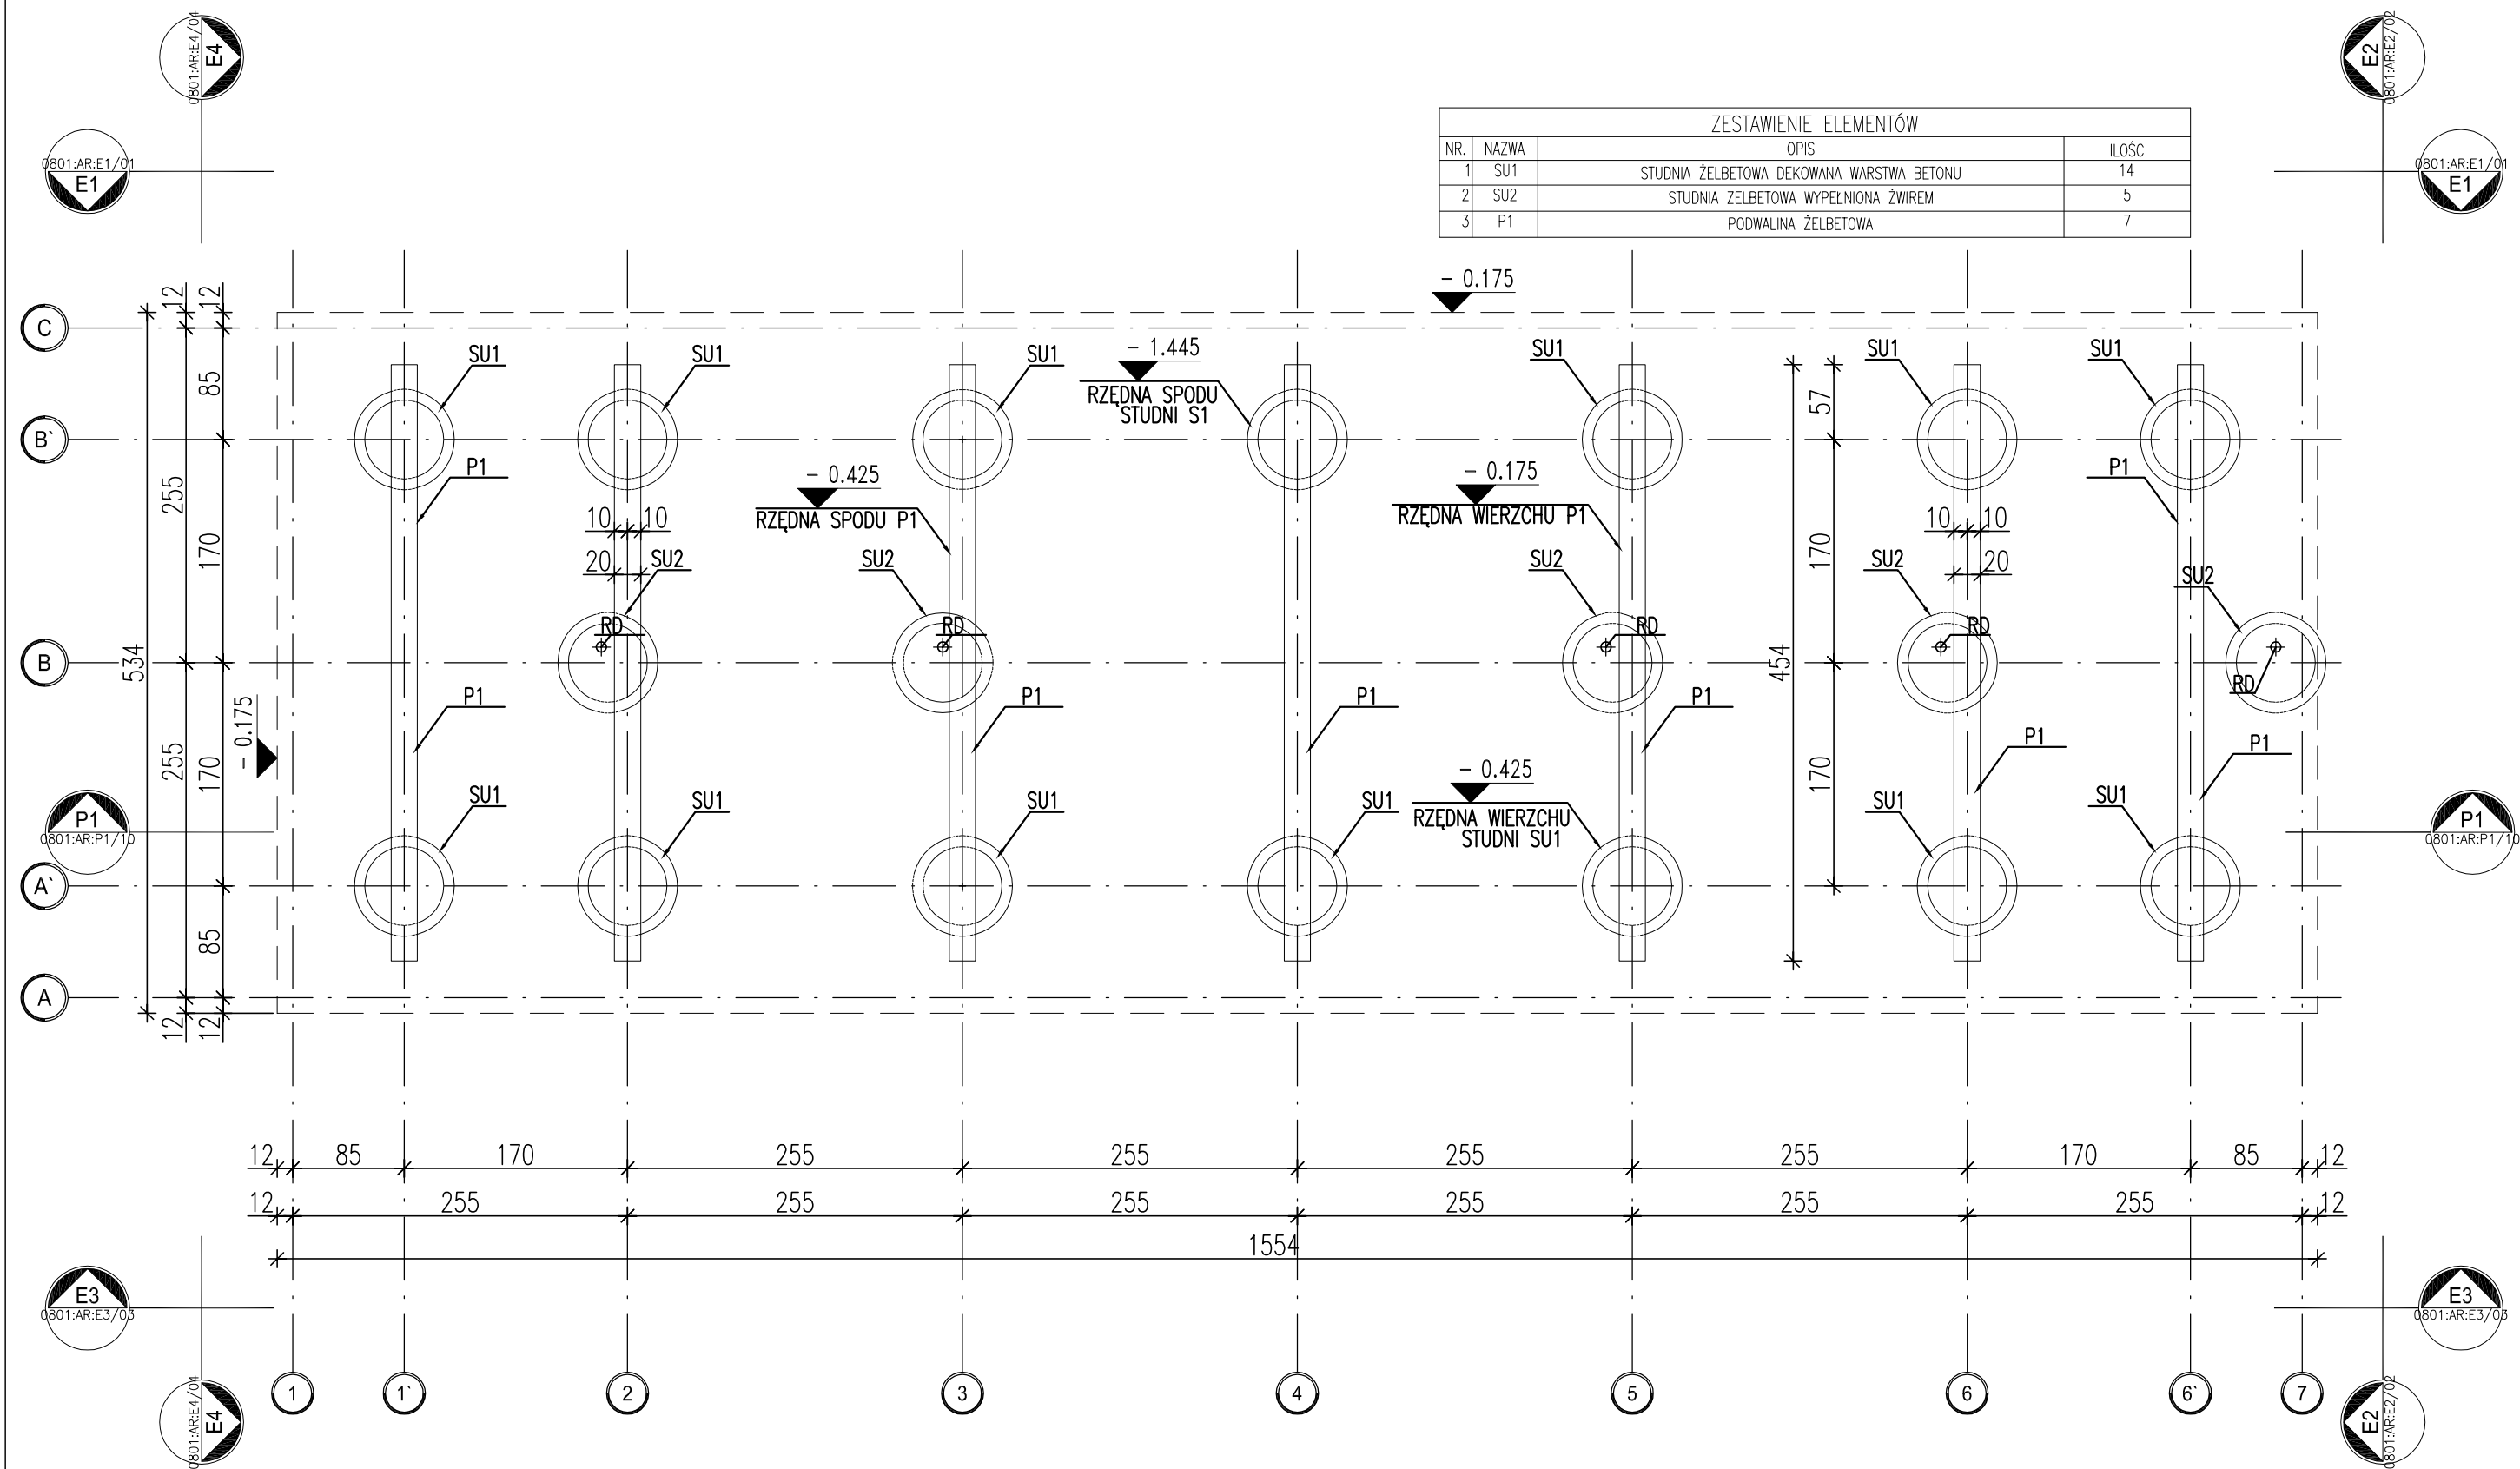 0801:AR:E4/04
E4
E2
0801:AR:E2/02
0801:AR:E1/01
E1
0801:AR:E1/01
E1
ZESTAWIENIE ELEMENTÓW
NR. NAZWA OPIS ILOŚC
1 SU1 STUDNIA ŻELBETOWA DEKOWANA WARSTWA BETONU 14
2 SU2 STUDNIA ZELBETOWA WYPEŁNIONA ŻWIREM 5
3 P1 PODWALINA ŻELBETOWA 7
- 0.175
12 12
C
SU1 SU1 SU1
- 1.445
RZĘDNA SPODU
STUDNI S1
SU1 SU1 SU1
85
57
B`
P1
- 0.425
RZĘDNA SPODU P1
- 0.175
RZĘDNA WIERZCHU P1
P1
255
170
170
10 10
20
10 10
20
SU2 SU2 SU2 SU2 SU2
RD RD RD RD RD
B
534
454
- 0.175
P1 P1 P1 P1 P1 P1
255
170
170
- 0.425
RZĘDNA WIERZCHU
STUDNI SU1
SU1 SU1 SU1 SU1 SU1 SU1
P1
0801:AR:P1/10
P1
0801:AR:P1/10
A`
85
A
12 12
12 85 170 255 255 255 255 170 85 12
12 255 255 255 255 255 255 12
1554
E3
0801:AR:E3/03
E3
0801:AR:E3/03
1 1` 2 3 4 5 6 6` 7
0801:AR:E4/04
E4
E2
0801:AR:E2/02